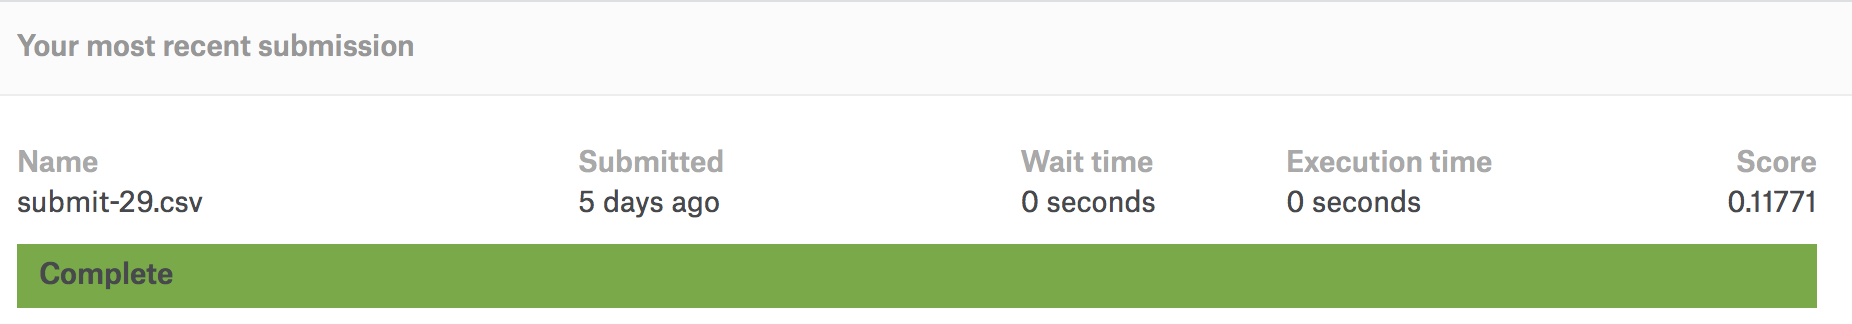 Your most recent submission
Name Submitted Wait time Execution time Score
submit-29.csv 5 days ago 0 seconds 0 seconds 0.11771
Complete